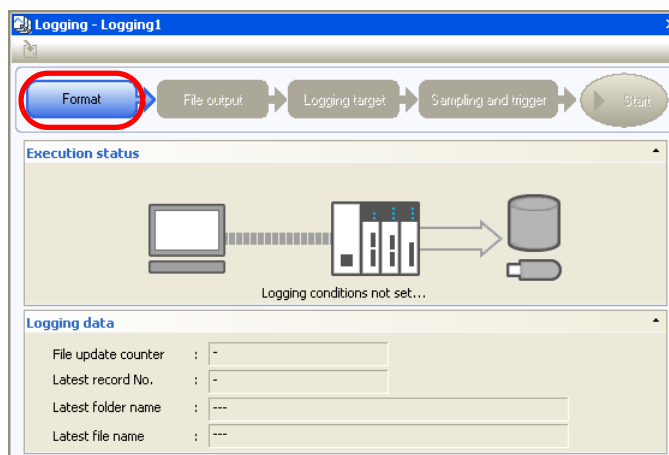 Logging - Logging1
Format File output Logging target Sampling and trigger Start
Execution status
Logging conditions not set...
Logging data
File update counter : -
Latest record No. : -
Latest folder name : ---
Latest file name : ---